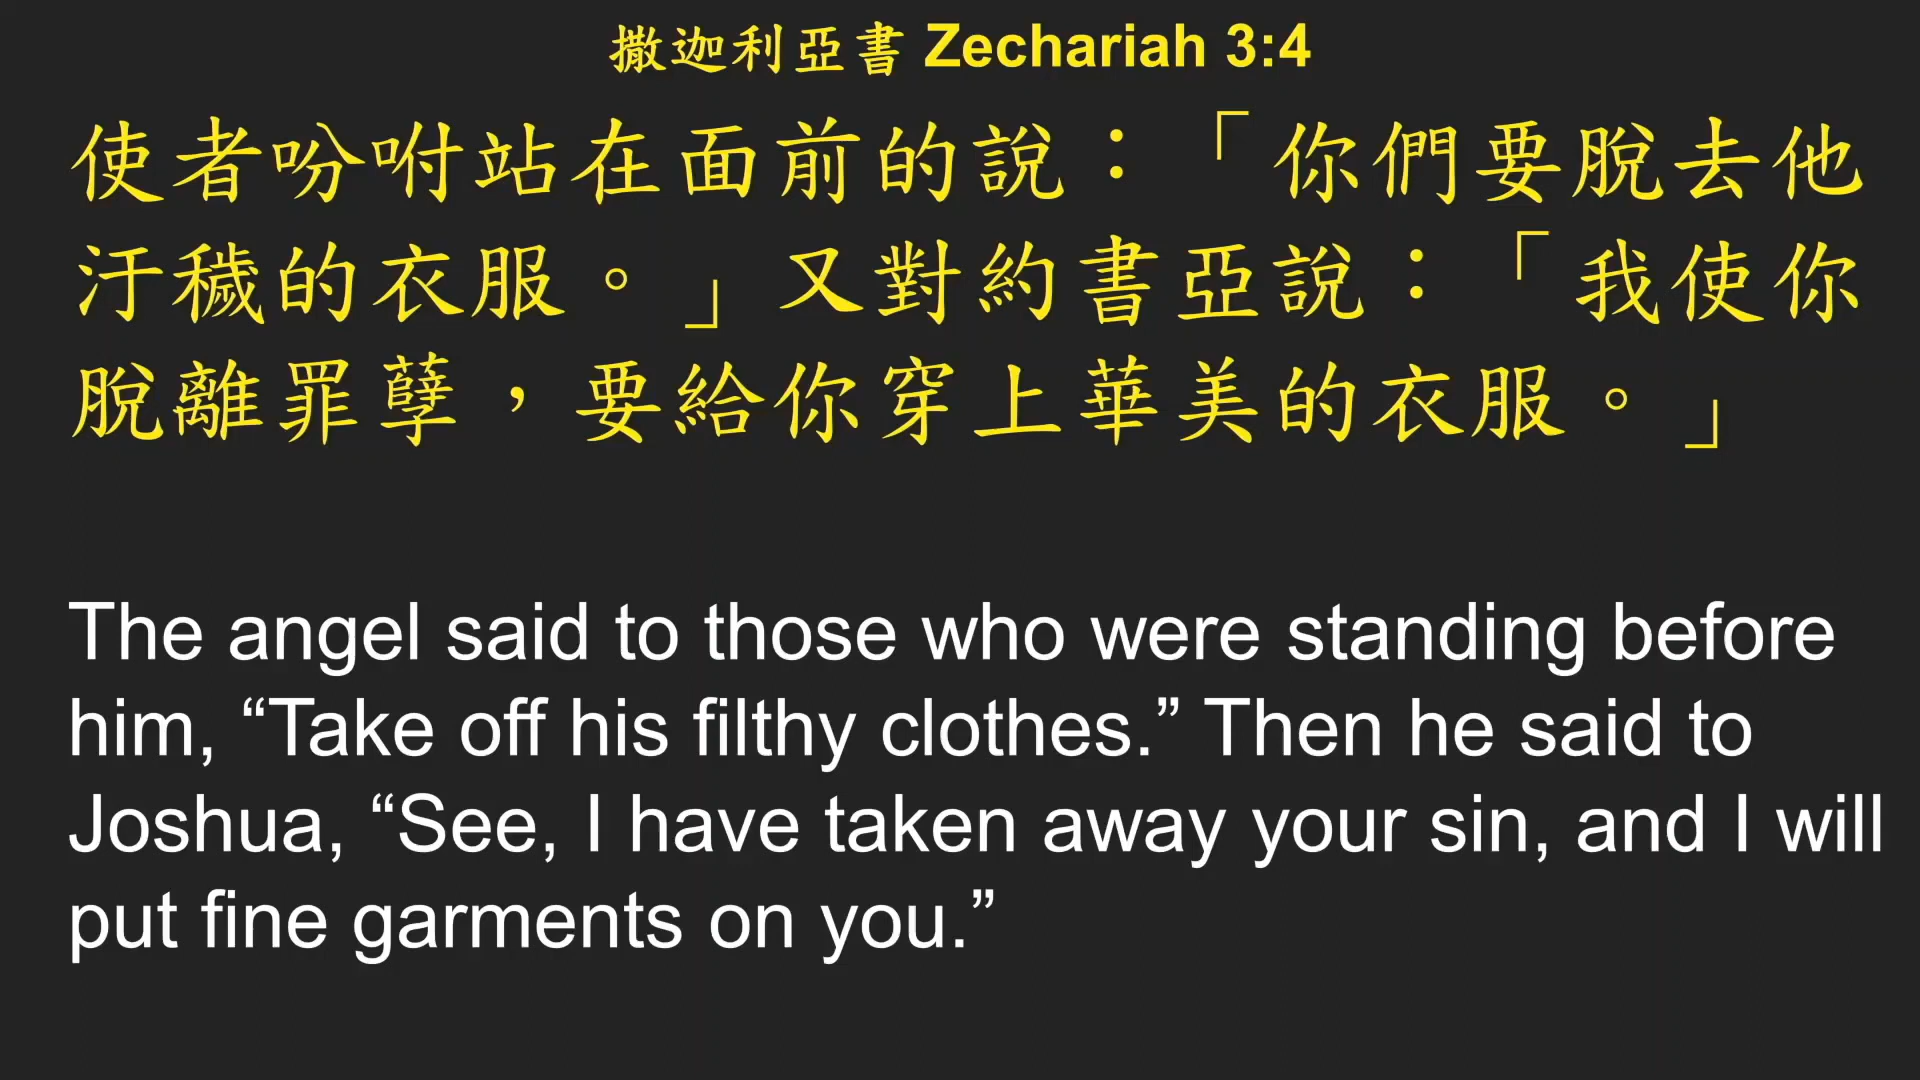 撒迦利亞書 Zechariah 3:4
使者吩咐站在面前的說：「你們要脫去他
汙穢的衣服。」又對約書亞說：「我使你
脫離罪孽，要給你穿上華美的衣服。」
The angel said to those who were standing before
him, “Take off his filthy clothes.” Then he said to
Joshua, “See, I have taken away your sin, and I will
put fine garments on you.”